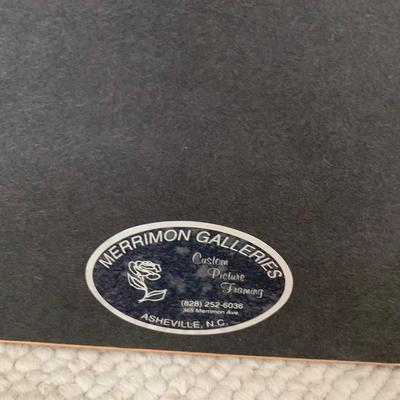 MERRIMON GALLERIES
Custom
Picture
Framing
(828) 252-6036
365 Merrimon Ave.
ASHEVILLE, N.C.